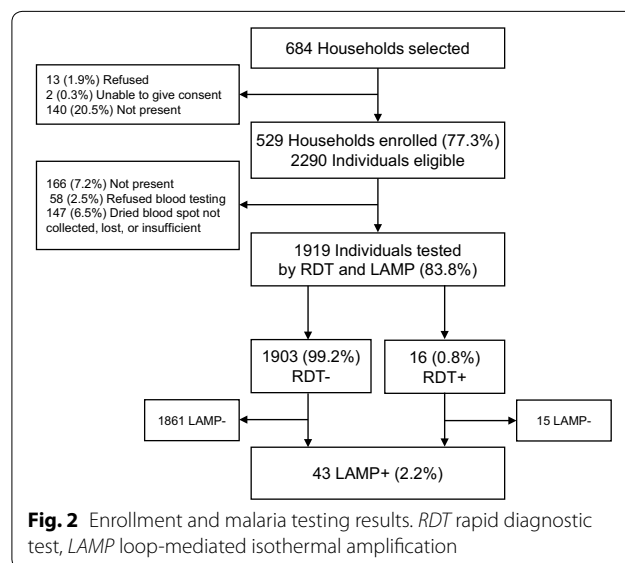 684 Households selected
13 (1.9%) Refused
2 (0.3%) Unable to give consent
140 (20.5%) Not present
529 Households enrolled (77.3%)
2290 Individuals eligible
166 (7.2%) Not present
58 (2.5%) Refused blood testing
147 (6.5%) Dried blood spot not
collected, lost, or insufficient
1919 Individuals tested
by RDT and LAMP (83.8%)
1903 (99.2%)
RDT-
16 (0.8%)
RDT+
1861 LAMP-
15 LAMP-
43 LAMP+ (2.2%)
Fig. 2 Enrollment and malaria testing results. RDT rapid diagnostic
test, LAMP loop-mediated isothermal amplification